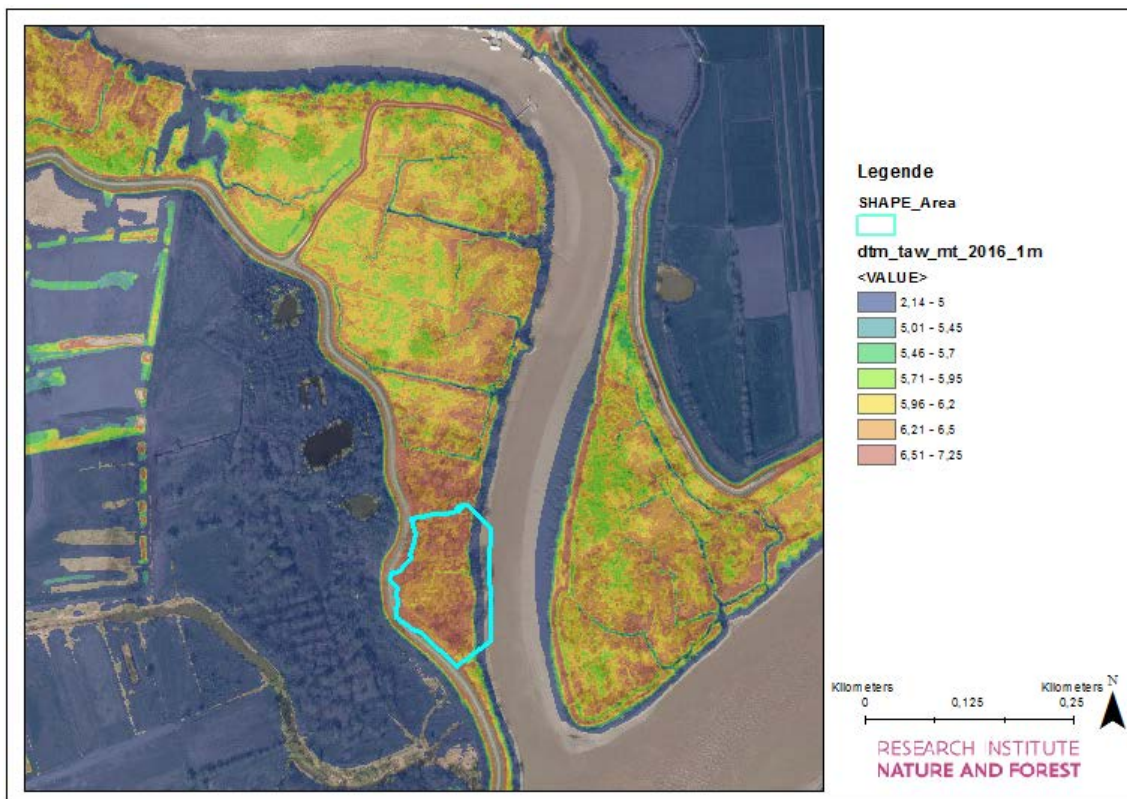 Legende
SHAPE_Area
dtm_taw_mt_2016_1m
<VALUE>
2,14 - 5
5,01 - 5,45
5,46 - 5,7
5,71 - 5,95
5,96 - 6,2
6,21 - 6,5
6,51 - 7,25
Kilometers Kilometers N
0 0,125 0,25
RESEARCH INSTITUTE
NATURE AND FOREST